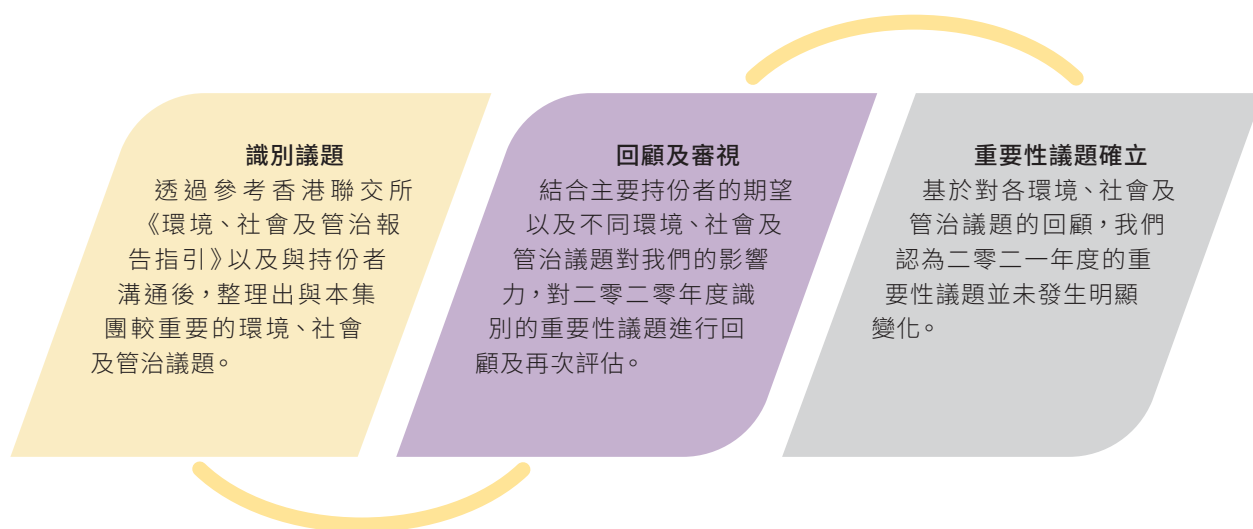 識別議題
透過參考香港聯交所
《環境、社會及管治報
告指引》以及與持份者
溝通後，整理出與本集
團較重要的環境、社會
及管治議題。
回顧及審視
結合主要持份者的期望
以及不同環境、社會及
管治議題對我們的影響
力，對二零二零年度識
別的重要性議題進行回
顧及再次評估。
重要性議題確立
基於對各環境、社會及
管治議題的回顧，我們
認為二零二一年度的重
要性議題並未發生明顯
變化。